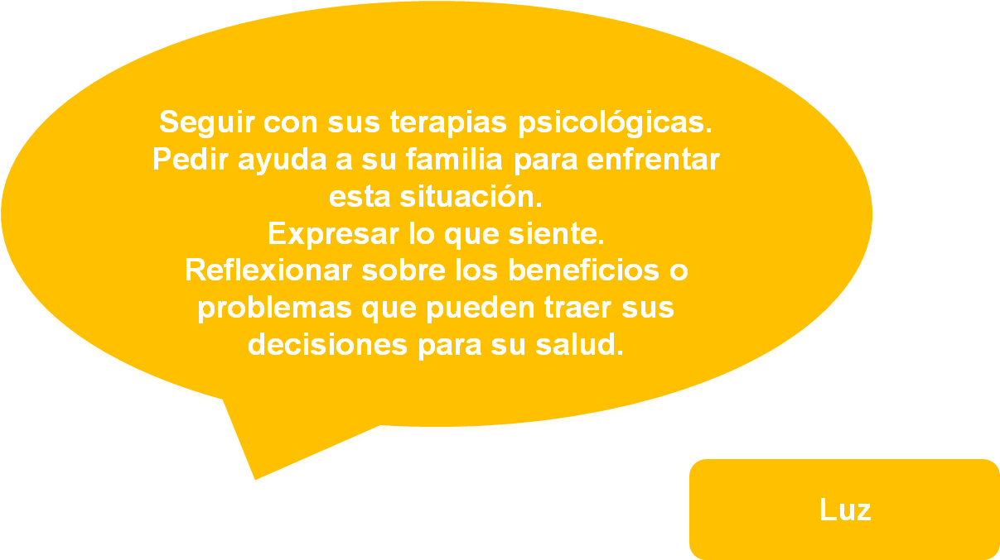 Seguir con sus terapias psicológicas.
Pedir ayuda a su familia para enfrentar
esta situación.
Expresar lo que siente.
Reflexionar sobre los beneficios o
problemas que pueden traer sus
decisiones para su salud.
Luz